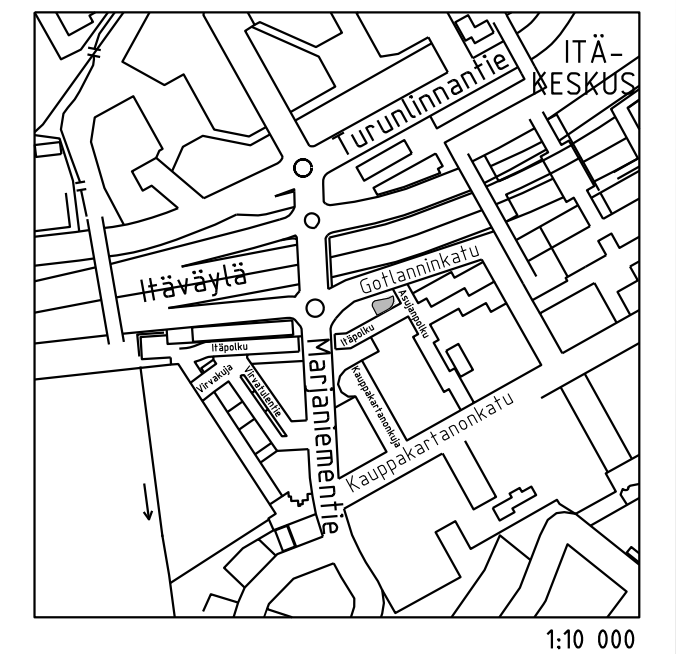 ITÄ-
KESKUS
Turunlinnantie
Gotlanninkatu
Itäväylä
Asujanpolku
Itäpolku
Itäpolku
Marjaniementie
Virvakuja
Virvatulentie
Kauppakartanonkuja
Kauppakartanonkatu
1:10 000